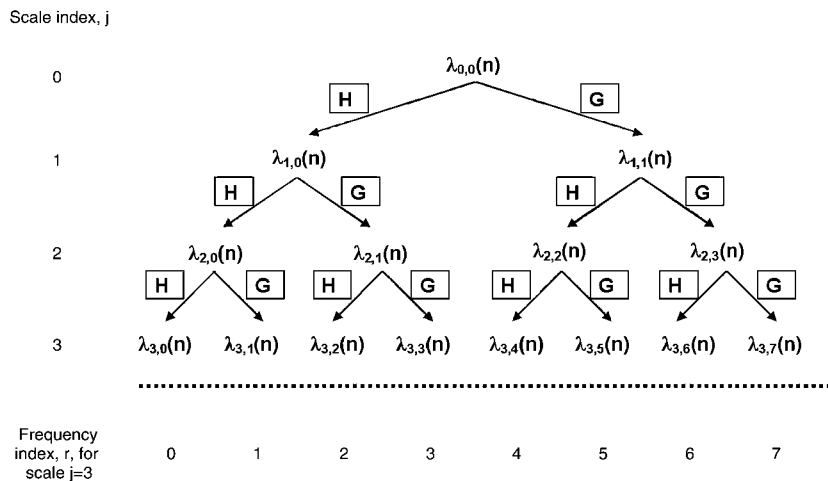 Scale index, j
0 λ0,0(n)
H G
1 λ1,0(n) λ1,1(n)
H G H G
2 λ2,0(n) λ2,1(n) λ2,2(n) λ2,3(n)
H G H G H G H G
3 λ3,0(n) λ3,1(n) λ3,2(n) λ3,3(n) λ3,4(n) λ3,5(n) λ3,6(n) λ3,7(n)
Frequency
index, r, for 0 1 2 3 4 5 6 7
scale j=3